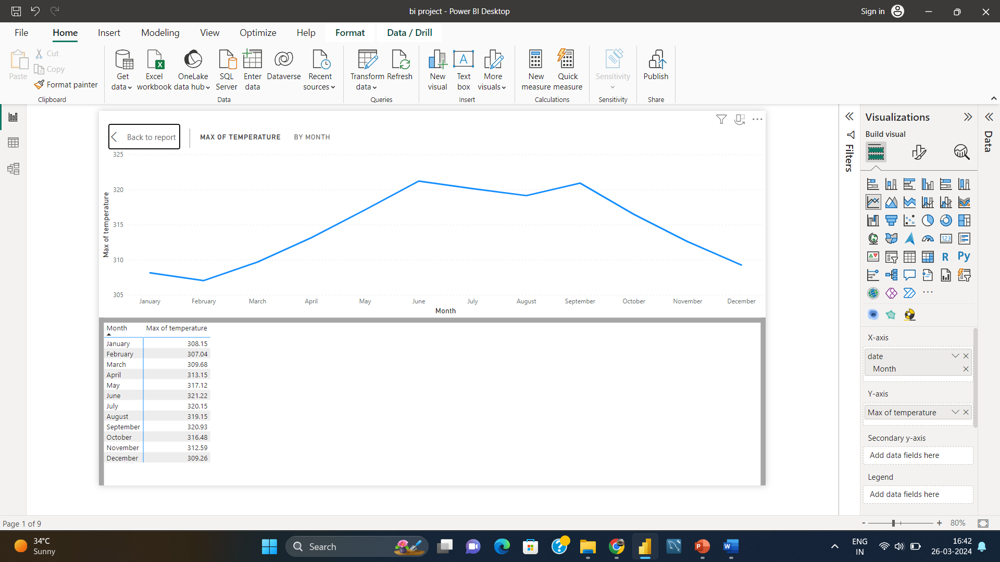 bi project - Power BI Desktop
Sign in
File Home Insert Modeling View Optimize Help Format Data / Drill
Paste
Cut
Copy
Format painter
Clipboard
Get data
Excel workbook
OneLake data hub
SQL Server
Enter data
Dataverse
Recent sources
Data
Transform data
Refresh
Queries
New visual
Text box
More visuals
Insert
New measure
Quick measure
Calculations
Sensitivity
Sensitivity
Publish
Share
Back to report
MAX OF TEMPERATURE BY MONTH
Max of temperature
325
320
315
310
305
January February March April May June July August September October November December
Month
Month Max of temperature
January 308.15
February 307.04
March 309.68
April 313.15
May 317.12
June 321.22
July 320.15
August 319.15
September 320.93
October 316.48
November 312.59
December 309.26
Filters
Visualizations
Build visual
123
R Py
...
X-axis
date
Month
Y-axis
Max of temperature
Secondary y-axis
Add data fields here
Legend
Add data fields here
Data
Page 1 of 9
- + 80%
34°C
Sunny
Search
ENG
IN
16:42
26-03-2024